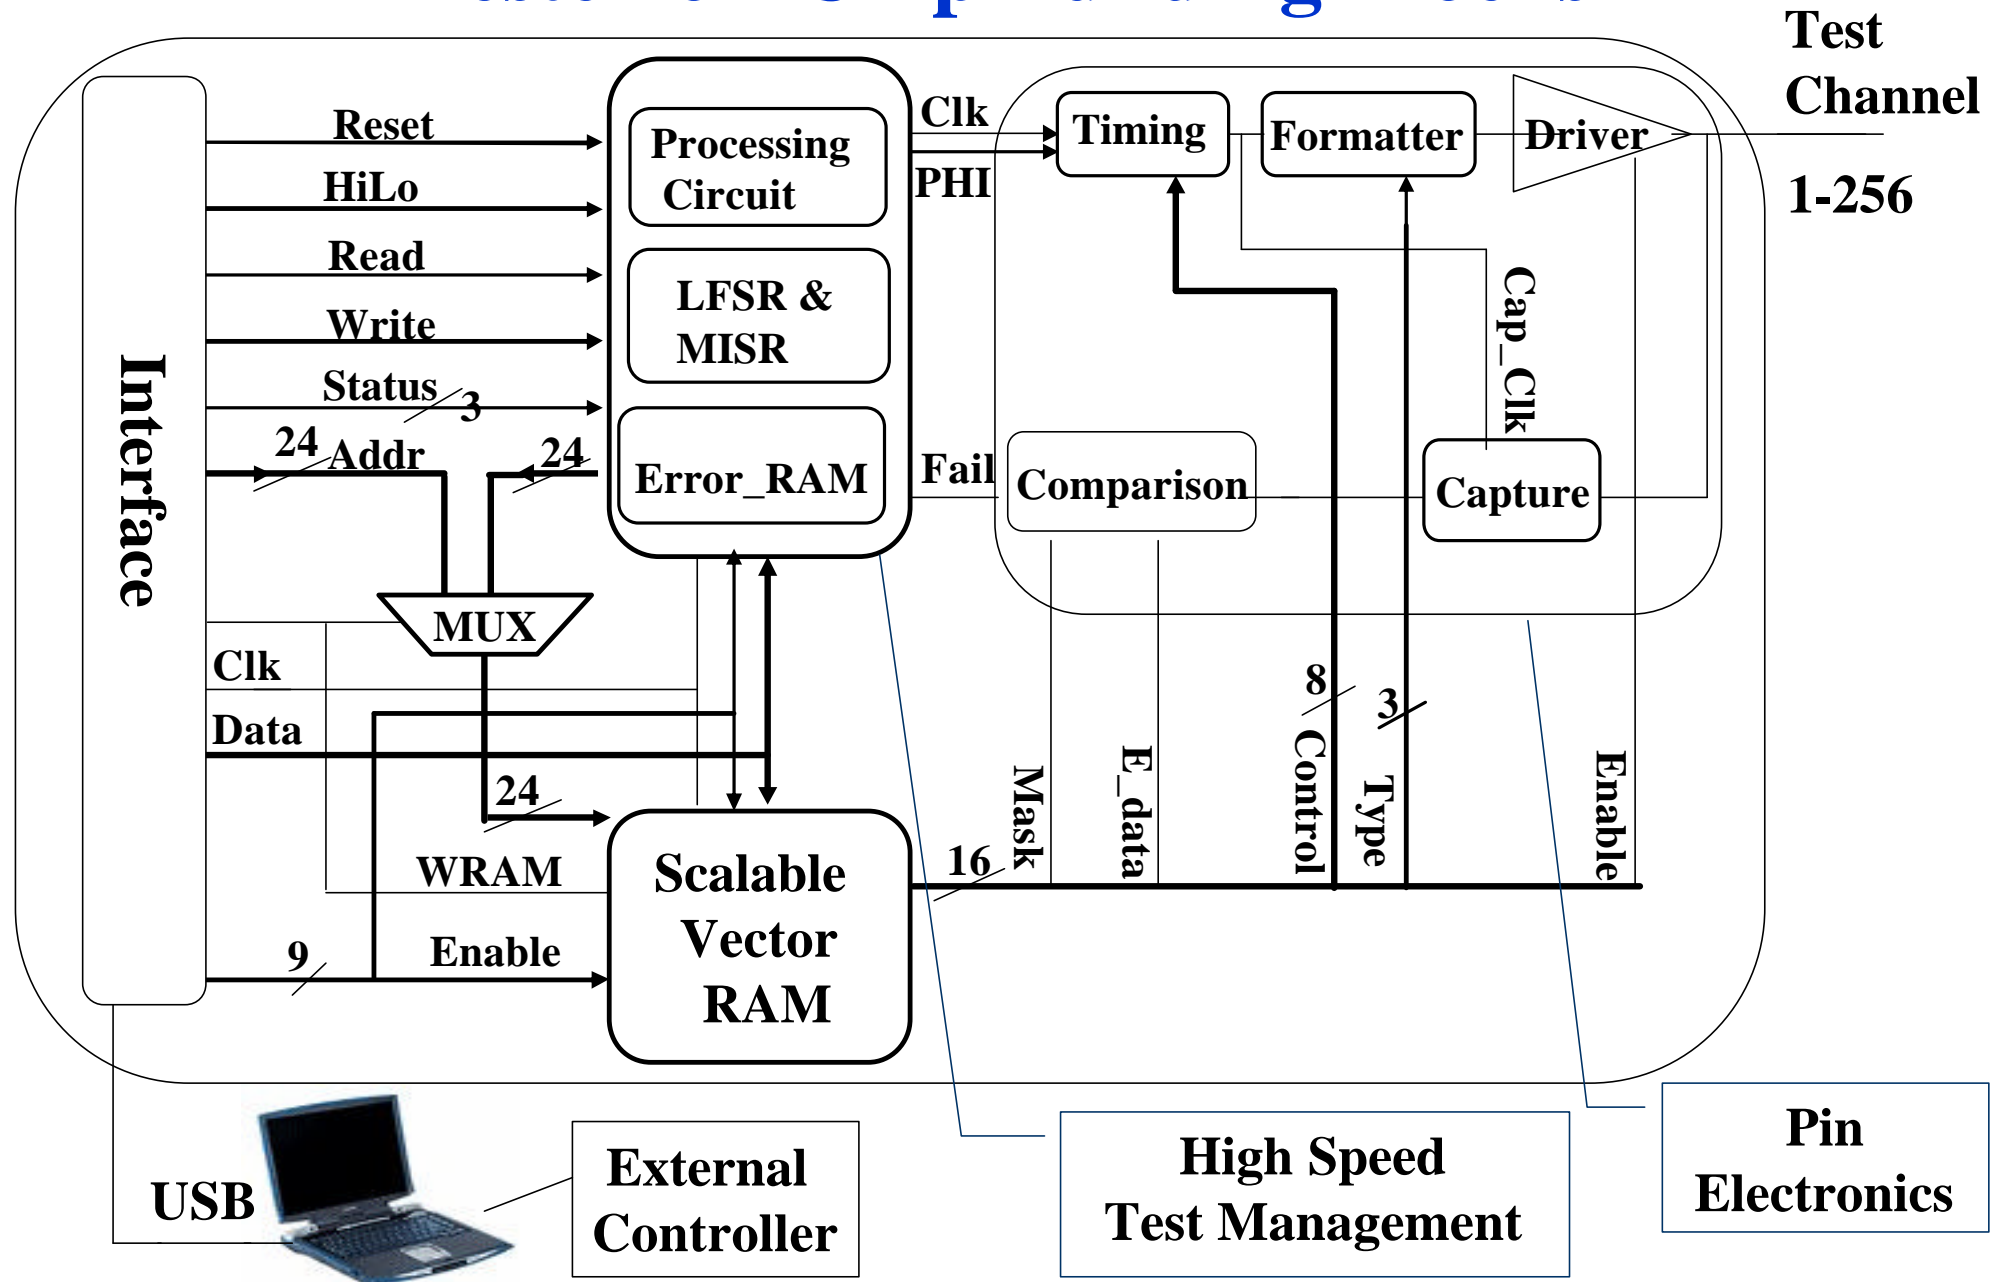 Test
Channel
1-256
Reset
HiLo
Read
Write
Status
3
24
Addr
24
Interface
Processing
Circuit
LFSR &
MISR
Error_RAM
Clk
PHI
Fail
Timing
Formatter
Driver
Cap_Clk
Comparison
Capture
MUX
Clk
Data
24
WRAM
9
Enable
Scalable
Vector
RAM
16
Mask
E_data
8
Control
3
Type
Enable
USB
External
Controller
High Speed
Test Management
Pin
Electronics